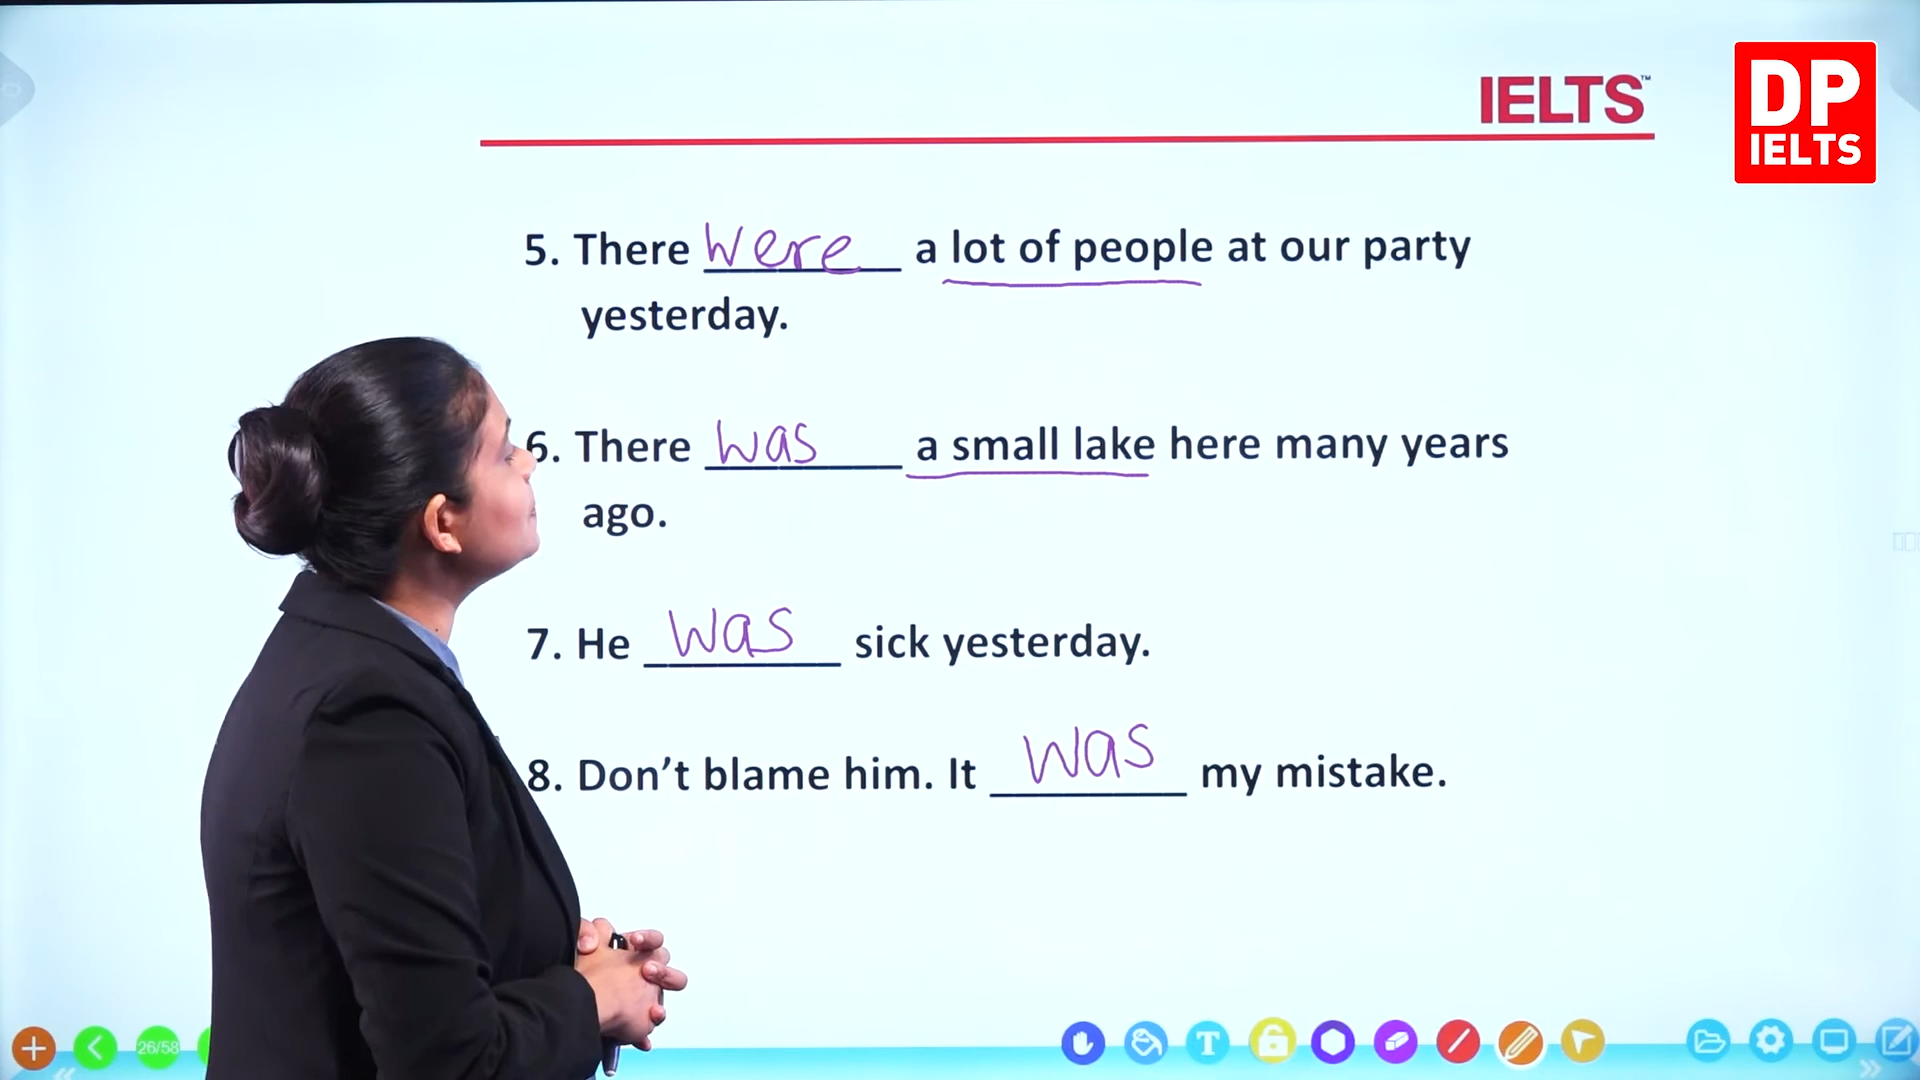 IELTS™
DP
IELTS
5. There were a lot of people at our party
yesterday.
6. There was a small lake here many years
ago.
7. He was sick yesterday.
8. Don’t blame him. It was my mistake.
26/58
T